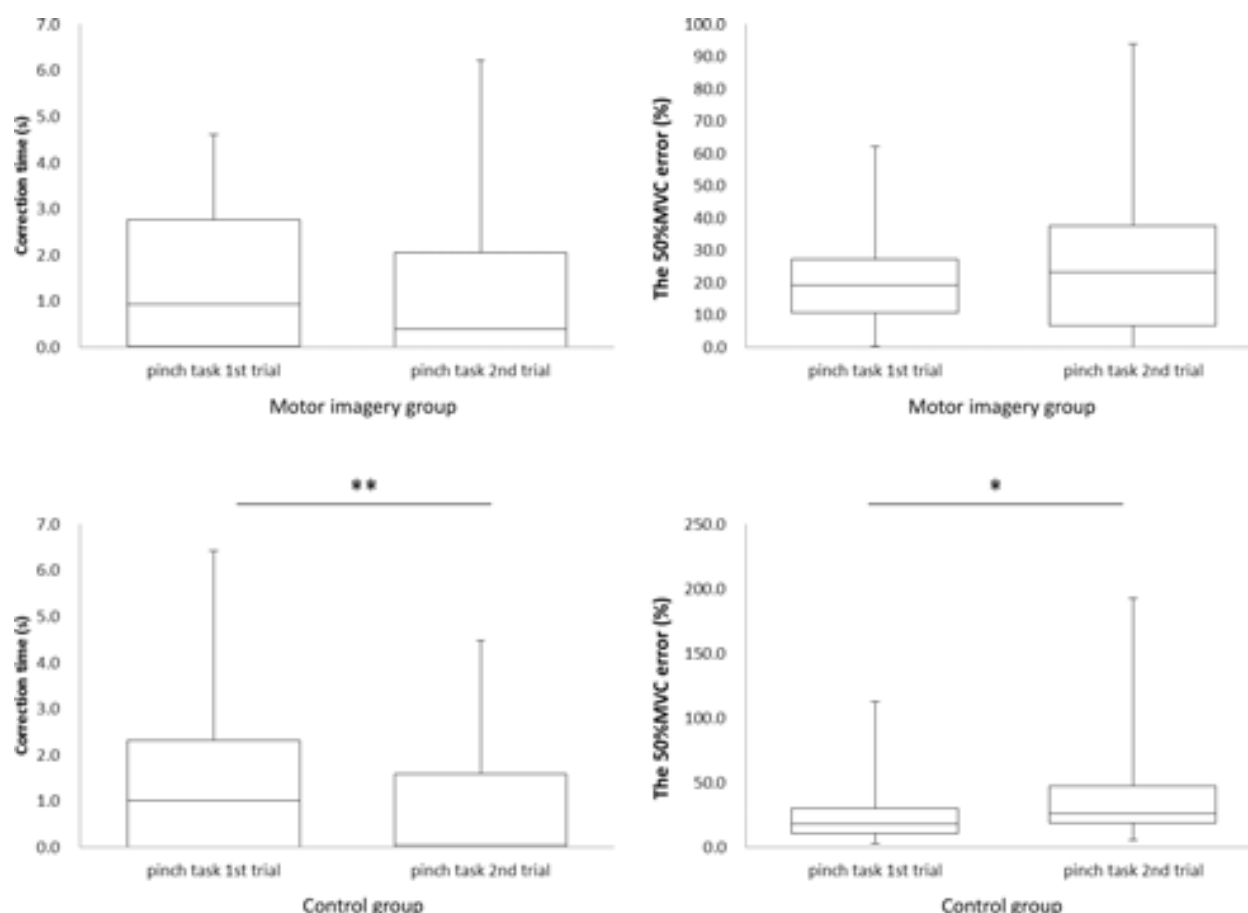 7.0
6.0
5.0
4.0
3.0
2.0
1.0
0.0
Correction time (s)
pinch task 1st trial
pinch task 2nd trial
Motor imagery group
100.0
90.0
80.0
70.0
60.0
50.0
40.0
30.0
20.0
10.0
0.0
The 50%MVC error (%)
pinch task 1st trial
pinch task 2nd trial
Motor imagery group
**
7.0
6.0
5.0
4.0
3.0
2.0
1.0
0.0
Correction time (s)
pinch task 1st trial
pinch task 2nd trial
Control group
*
250.0
200.0
150.0
100.0
50.0
0.0
The 50%MVC error (%)
pinch task 1st trial
pinch task 2nd trial
Control group